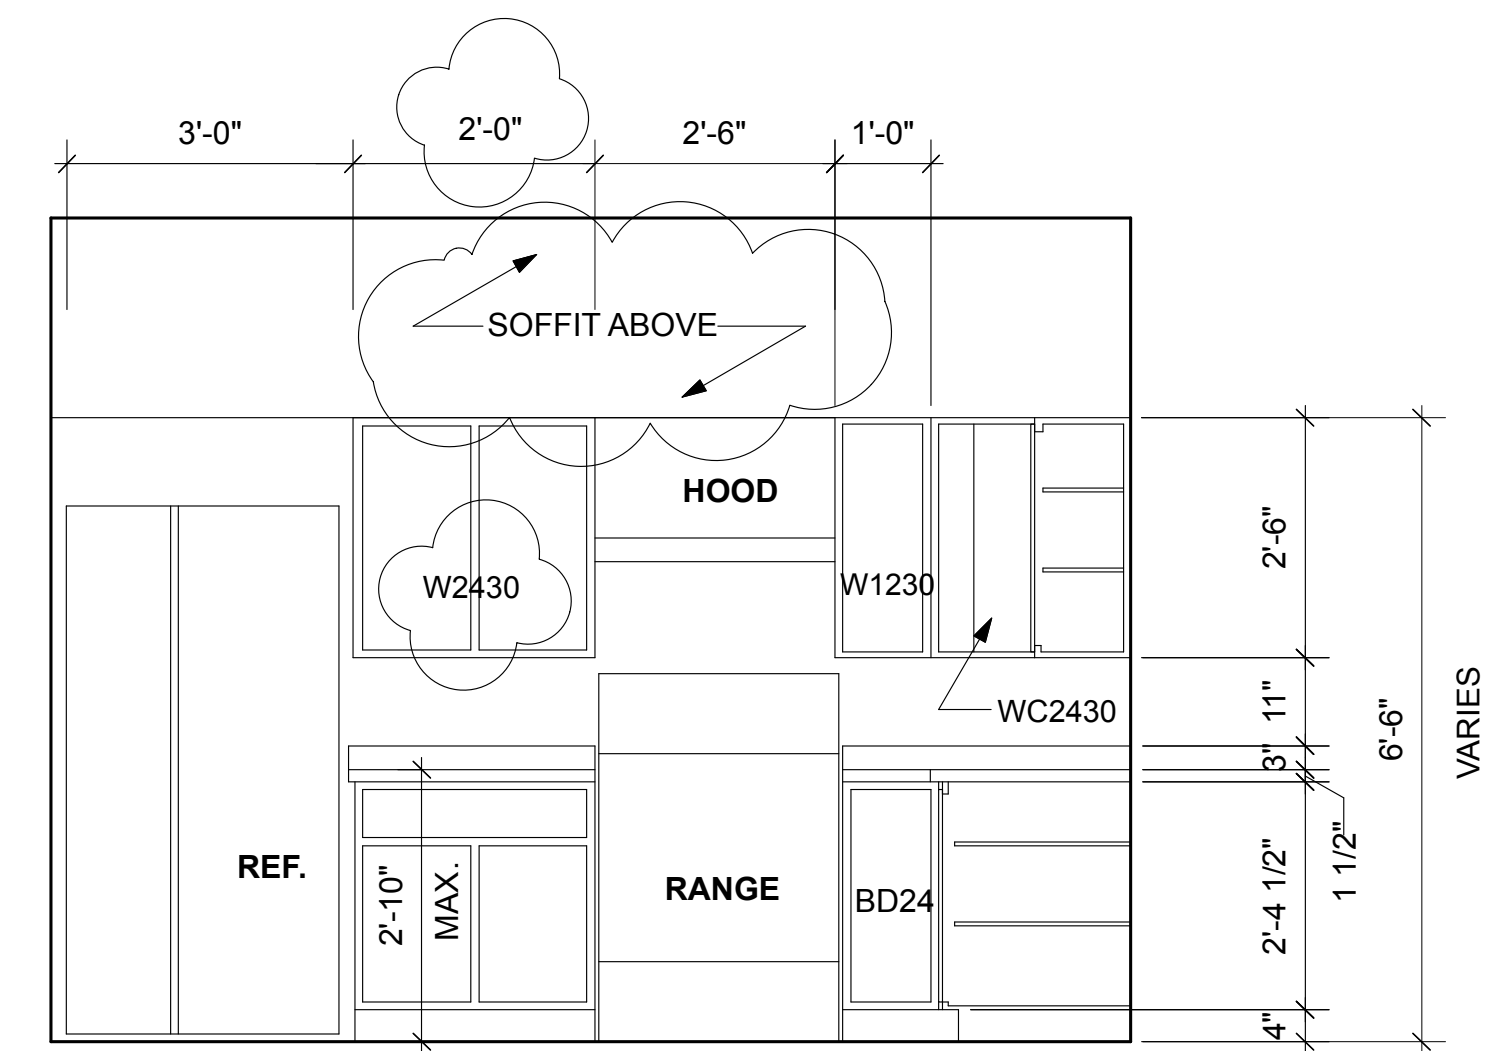 3'-0"
2'-0"
2'-6"
1'-0"
SOFFIT ABOVE
HOOD
W2430
W1230
WC2430
REF.
2'-10"
MAX.
RANGE
BD24
2'-6"
11"
3"
1 1/2"
2'-4 1/2"
4"
6'-6"
VARIES